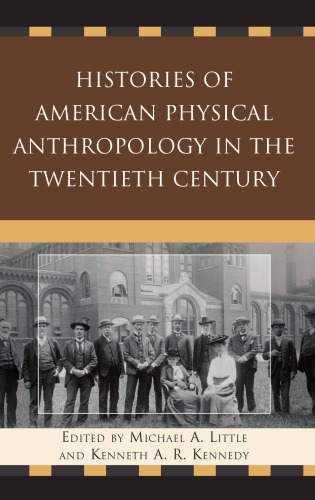 HISTORIES OF
AMERICAN PHYSICAL
ANTHROPOLOGY IN THE
TWENTIETH CENTURY
EDITED BY MICHAEL A. LITTLE
AND KENNETH A. R. KENNEDY